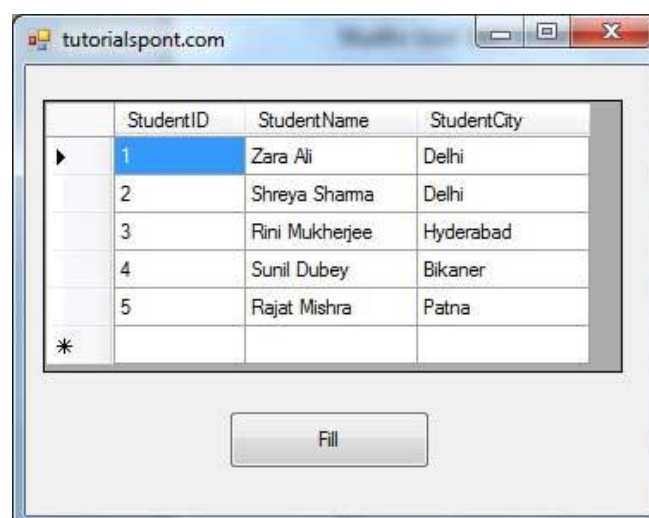 tutorialspont.com
StudentID StudentName StudentCity
1 Zara Ali Delhi
2 Shreya Sharma Delhi
3 Rini Mukherjee Hyderabad
4 Sunil Dubey Bikaner
5 Rajat Mishra Patna
Fill